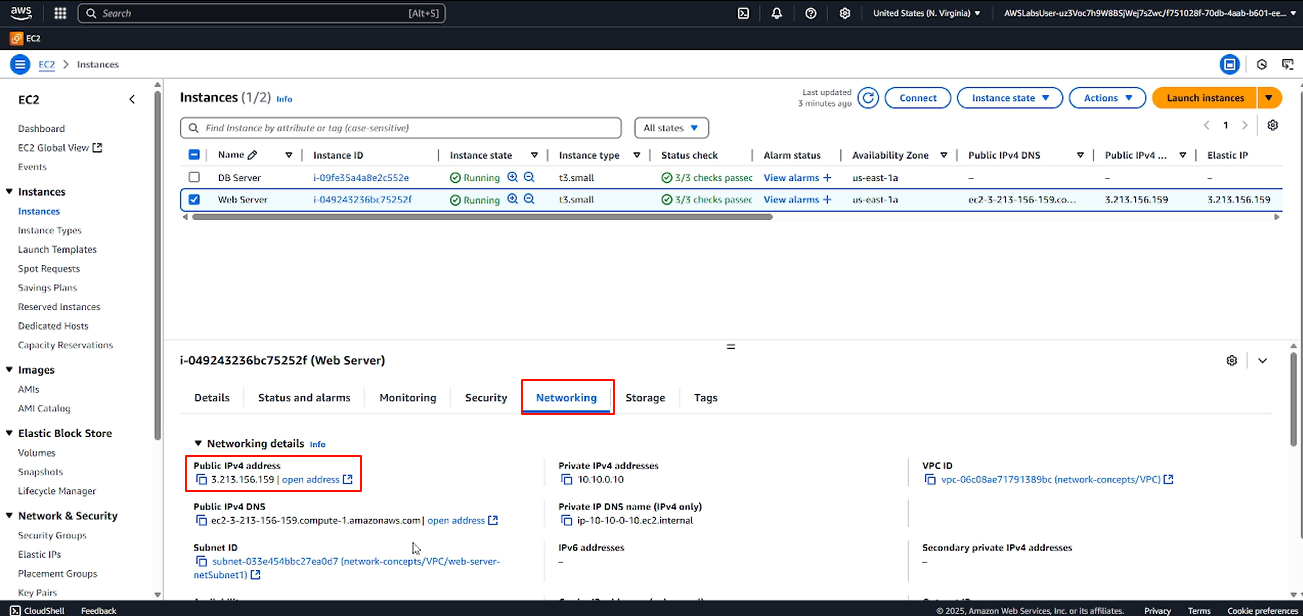 aws Search [Alt+S] United States (N. Virginia) AWSLabsUser-uz3Voc7h9W8BSjWej7sZwc/f751028f-70db-4aab-b601-ee...
EC2
EC2 > Instances
EC2
Dashboard
EC2 Global View
Events
Instances
Instances
Instance Types
Launch Templates
Spot Requests
Savings Plans
Reserved Instances
Dedicated Hosts
Capacity Reservations
Images
AMIs
AMI Catalog
Elastic Block Store
Volumes
Snapshots
Lifecycle Manager
Network & Security
Security Groups
Elastic IPs
Placement Groups
Key Pairs
Instances (1/2) Info
Last updated
3 minutes ago
Connect Instance state Actions Launch instances
Find Instance by attribute or tag (case-sensitive) All states
1
Name Instance ID Instance state Instance type Status check Alarm status Availability Zone Public IPv4 DNS Public IPv4 ... Elastic IP
DB Server i-09fe35a4a8e2c552e Running t3.small 3/3 checks passed View alarms + us-east-1a – – –
Web Server i-049243236bc75252f Running t3.small 3/3 checks passed View alarms + us-east-1a ec2-3-213-156-159.co... 3.213.156.159 3.213.156.159
i-049243236bc75252f (Web Server)
Details Status and alarms Monitoring Security Networking Storage Tags
Networking details Info
Public IPv4 address
3.213.156.159 | open address
Private IPv4 addresses
10.10.0.10
VPC ID
vpc-06c08ae71791389bc (network-concepts/VPC)
Public IPv4 DNS
ec2-3-213-156-159.compute-1.amazonaws.com | open address
Private IP DNS name (IPv4 only)
ip-10-10-0-10.ec2.internal
Subnet ID
subnet-033e454bbc27ea0d7 (network-concepts/VPC/web-server-
netSubnet1)
IPv6 addresses
–
Secondary private IPv4 addresses
–
CloudShell Feedback © 2025, Amazon Web Services, Inc. or its affiliates. Privacy Terms Cookie preferences